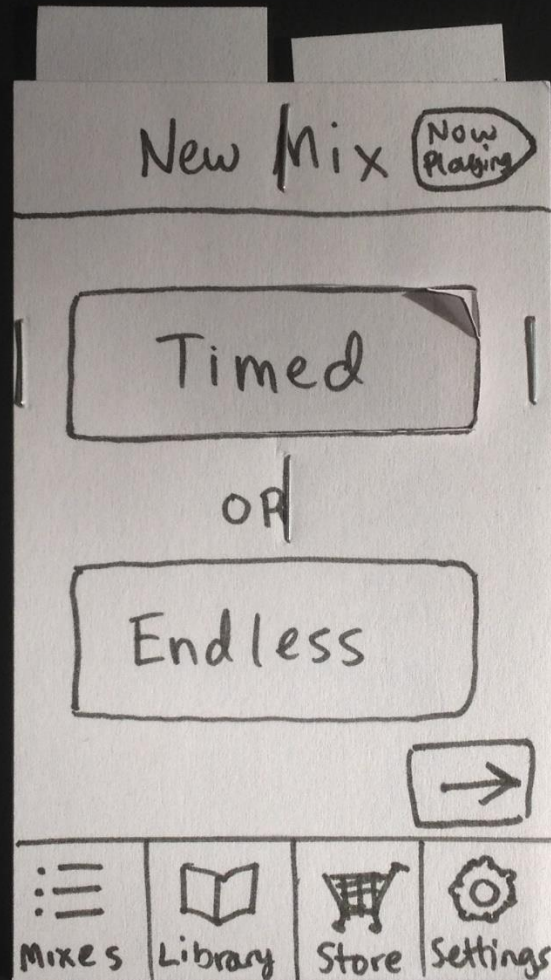 New Mix
Now
Playing
Timed
OR
Endless
Mixes Library Store Settings